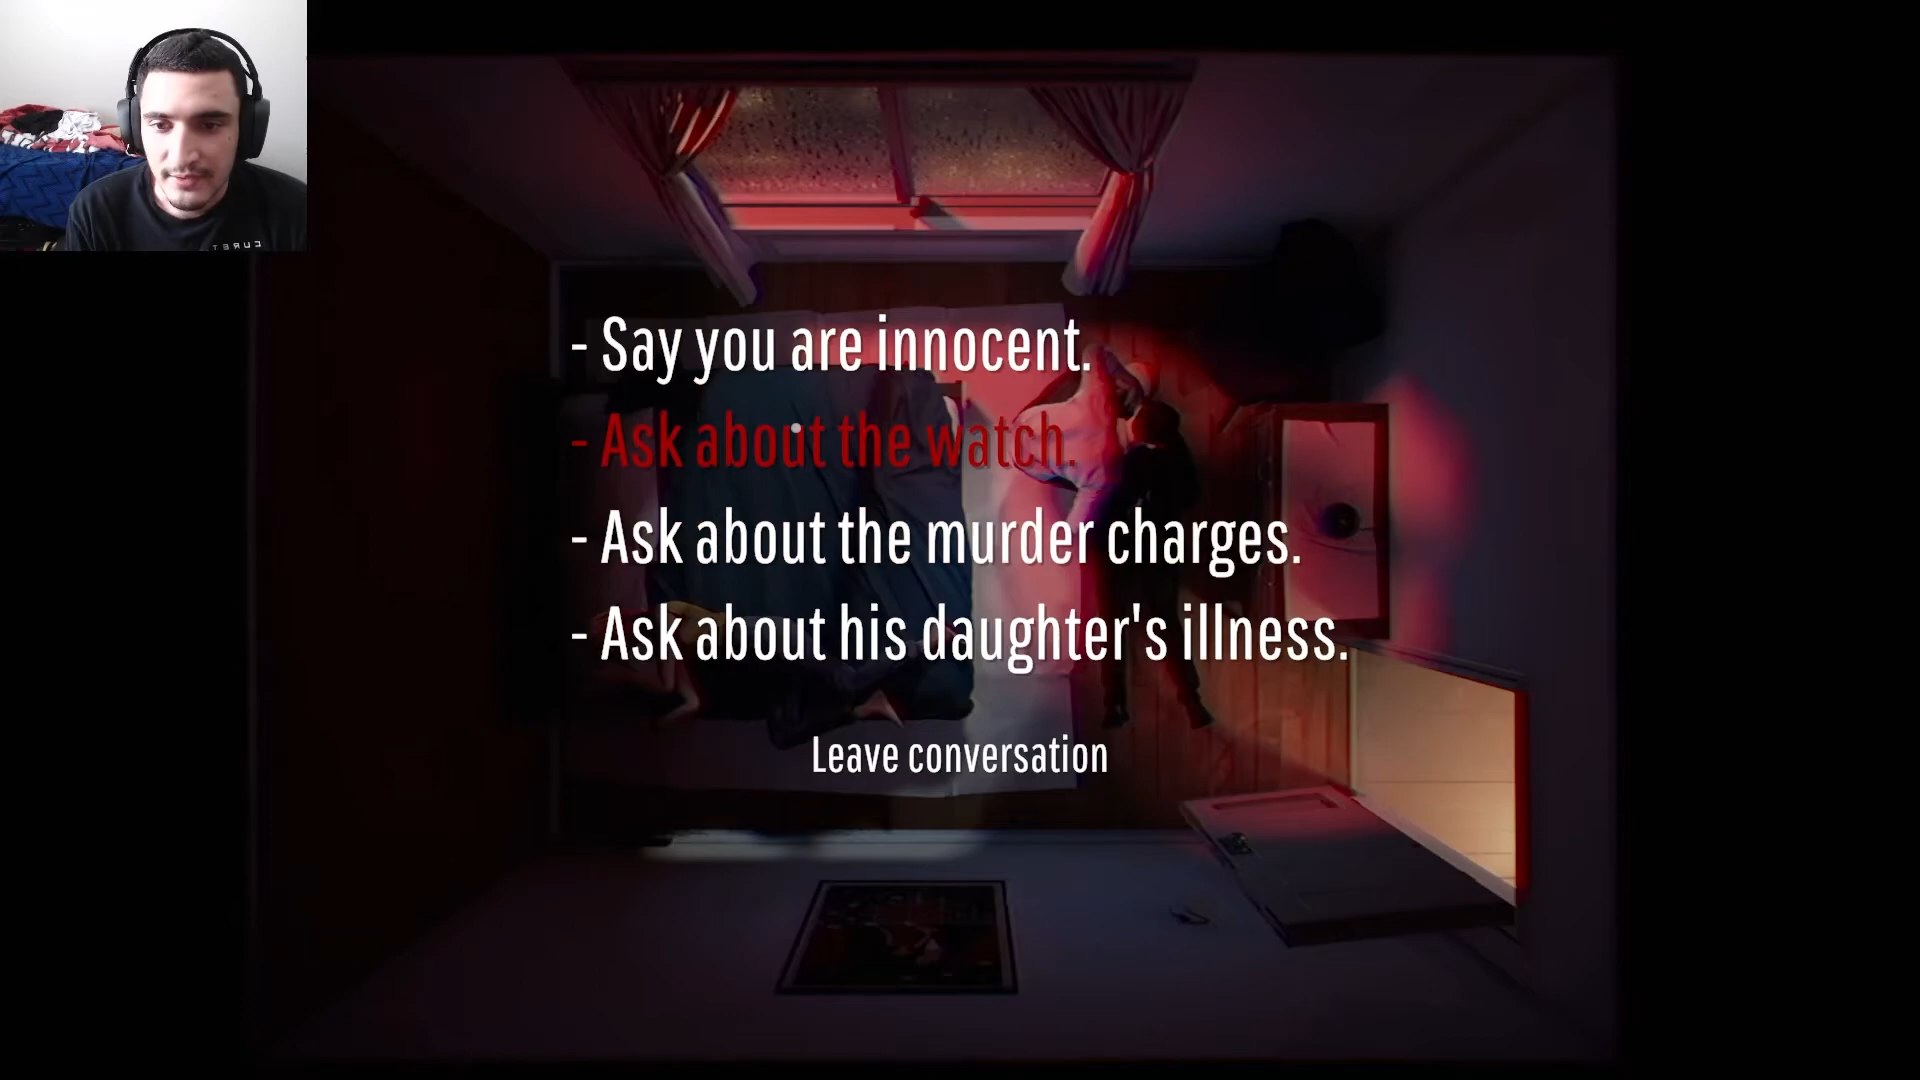 TERUC
- Say you are innocent.
- Ask about the watch.
- Ask about the murder charges.
- Ask about his daughter's illness.
Leave conversation